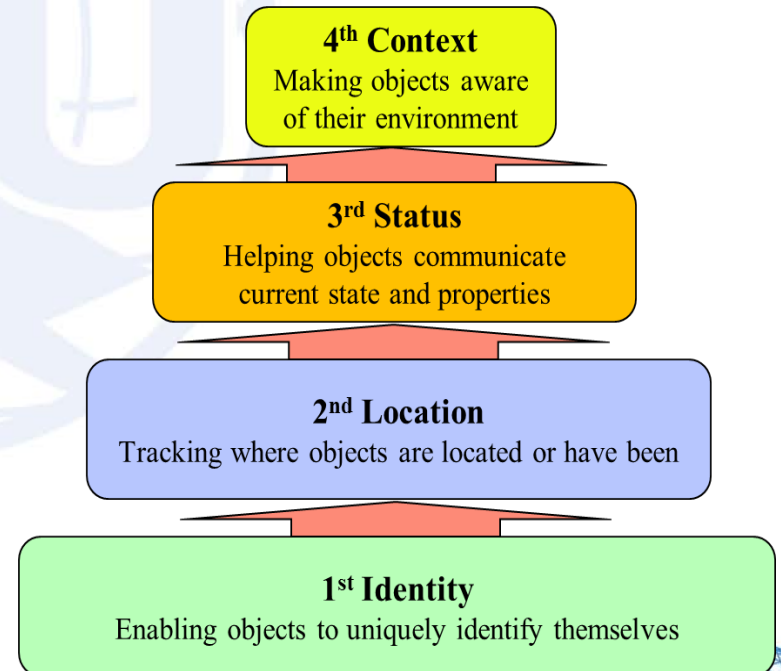 4th Context
Making objects aware
of their environment
3rd Status
Helping objects communicate
current state and properties
2nd Location
Tracking where objects are located or have been
1st Identity
Enabling objects to uniquely identify themselves